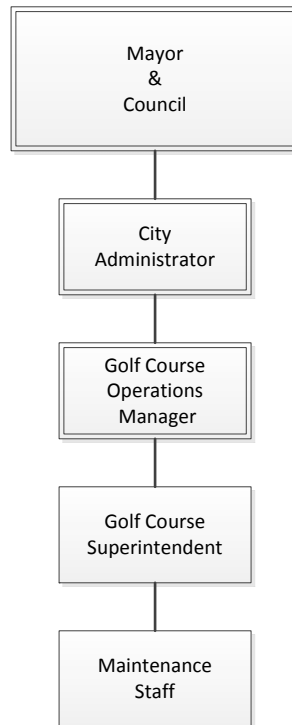 Mayor
&
Council
City
Administrator
Golf Course
Operations
Manager
Golf Course
Superintendent
Maintenance
Staff